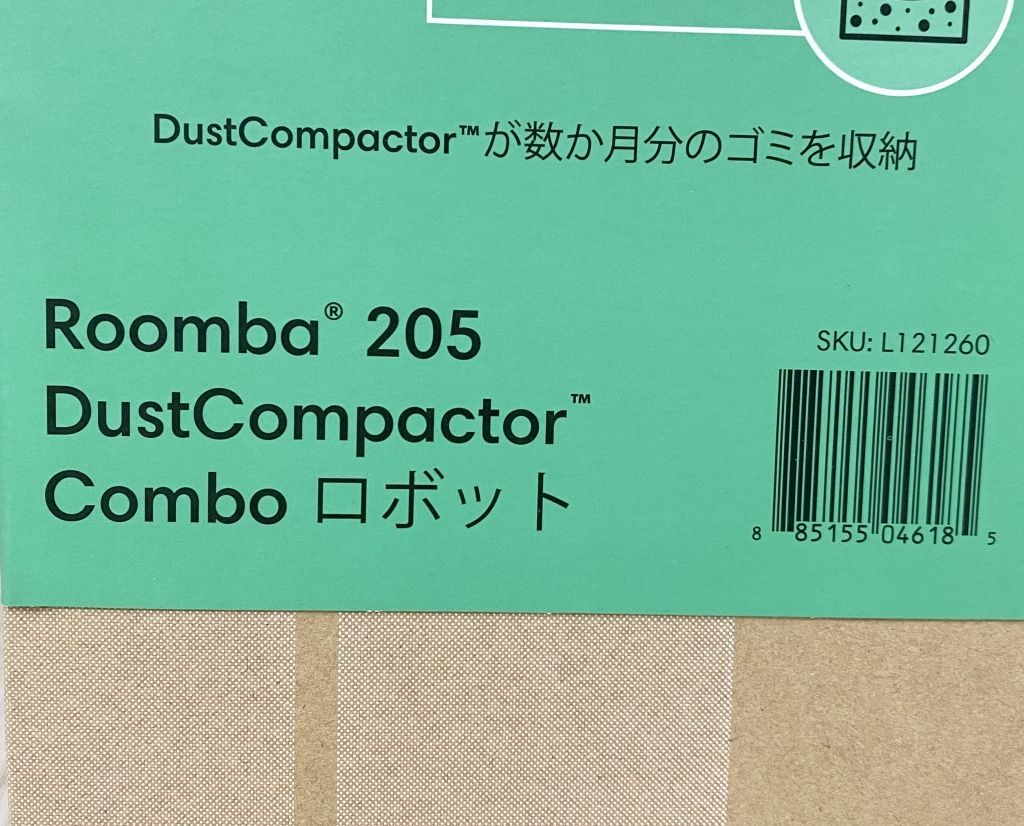 DustCompactor™が数か月分のゴミを収納
Roomba® 205
DustCompactor™
Combo ロボット
SKU: L121260
8 85155 04618 5